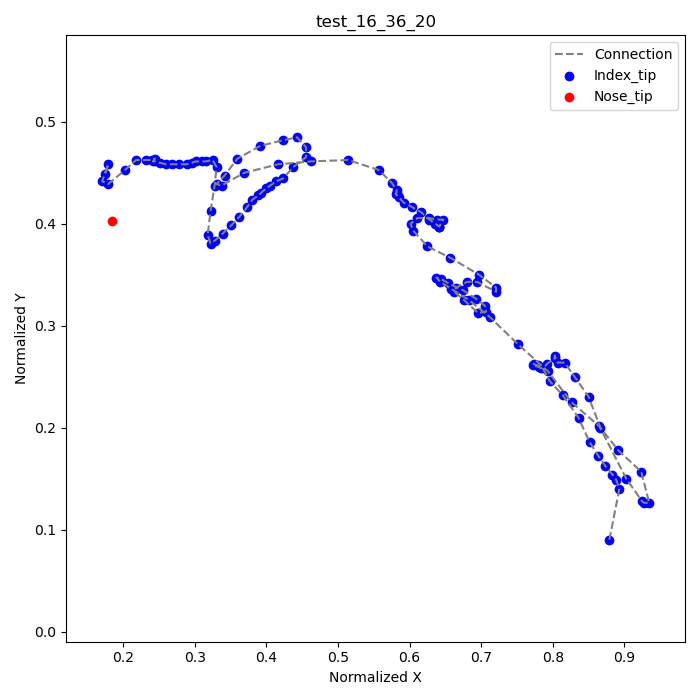 test_16_36_20
Connection
Index_tip
Nose_tip
Normalized Y
0.5
0.4
0.3
0.2
0.1
0.0
0.2 0.3 0.4 0.5 0.6 0.7 0.8 0.9
Normalized X